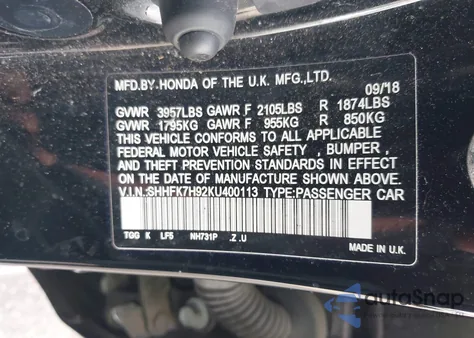 MFD.BY HONDA OF THE U.K. MFG.,LTD.
09/18
GVWR 3957LBS GAWR F 2105LBS R 1874LBS
GVWR 1795KG GAWR F 955KG R 850KG
THIS VEHICLE CONFORMS TO ALL APPLICABLE
FEDERAL MOTOR VEHICLE SAFETY , BUMPER ,
AND THEFT PREVENTION STANDARDS IN EFFECT
ON THE DATE OF MANUFACTURE SHOWN ABOVE.
V.I.N.:SHHFK7H92KU400113 TYPE:PASSENGER CAR
TGG K LF5 NH731P .Z .U
MADE IN U.K.
autoSnap